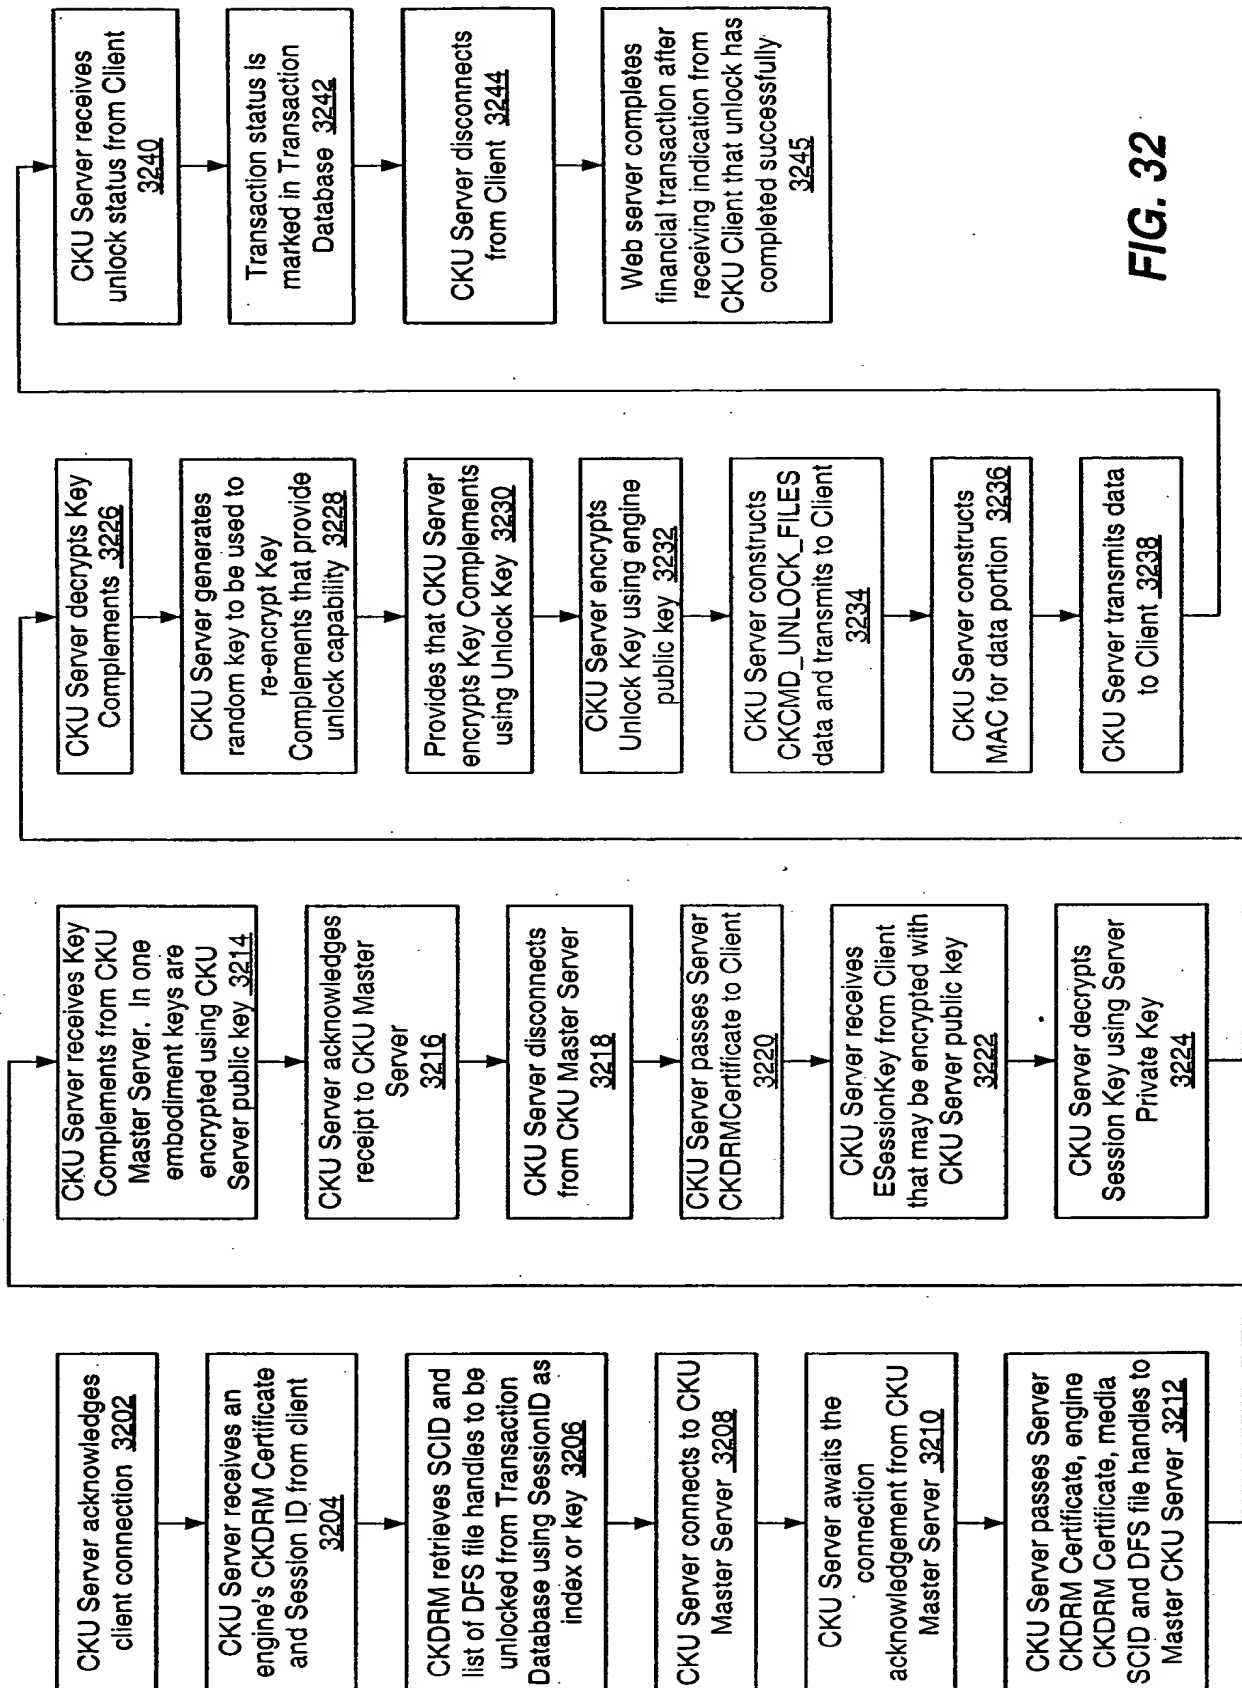 CKU Server acknowledges
client connection 3202
CKU Server receives an
engine's CKDRM Certificate
and Session ID from client
3204
CKDRM retrieves SCID and
list of DFS file handles to be
unlocked from Transaction
Database using SessionID as
index or key 3206
CKU Server connects to CKU
Master Server 3208
CKU Server awaits the
connection
acknowledgement from CKU
Master Server 3210
CKU Server passes Server
CKDRM Certificate, engine
CKDRM Certificate, media
SCID and DFS file handles to
Master CKU Server 3212
CKU Server receives Key
Complements from CKU
Master Server. In one
embodiment keys are
encrypted using CKU
Server public key 3214
CKU Server acknowledges
receipt to CKU Master
Server
3216
CKU Server disconnects
from CKU Master Server
3218
CKU Server passes Server
CKDRMCertificate to Client
3220
CKU Server receives
ESessionKey from Client
that may be encrypted with
CKU Server public key
3222
CKU Server decrypts
Session Key using Server
Private Key
3224
CKU Server decrypts Key
Complements 3226
CKU Server generates
random key to be used to
re-encrypt Key
Complements that provide
unlock capability 3228
Provides that CKU Server
encrypts Key Complements
using Unlock Key 3230
CKU Server encrypts
Unlock Key using engine
public key 3232
CKU Server constructs
CKCMD_UNLOCK_FILES
data and transmits to Client
3234
CKU Server constructs
MAC for data portion 3236
CKU Server transmits data
to Client 3238
CKU Server receives
unlock status from Client
3240
Transaction status is
marked in Transaction
Database 3242
CKU Server disconnects
from Client 3244
Web server completes
financial transaction after
receiving indication from
CKU Client that unlock has
completed successfully
3245
FIG. 32